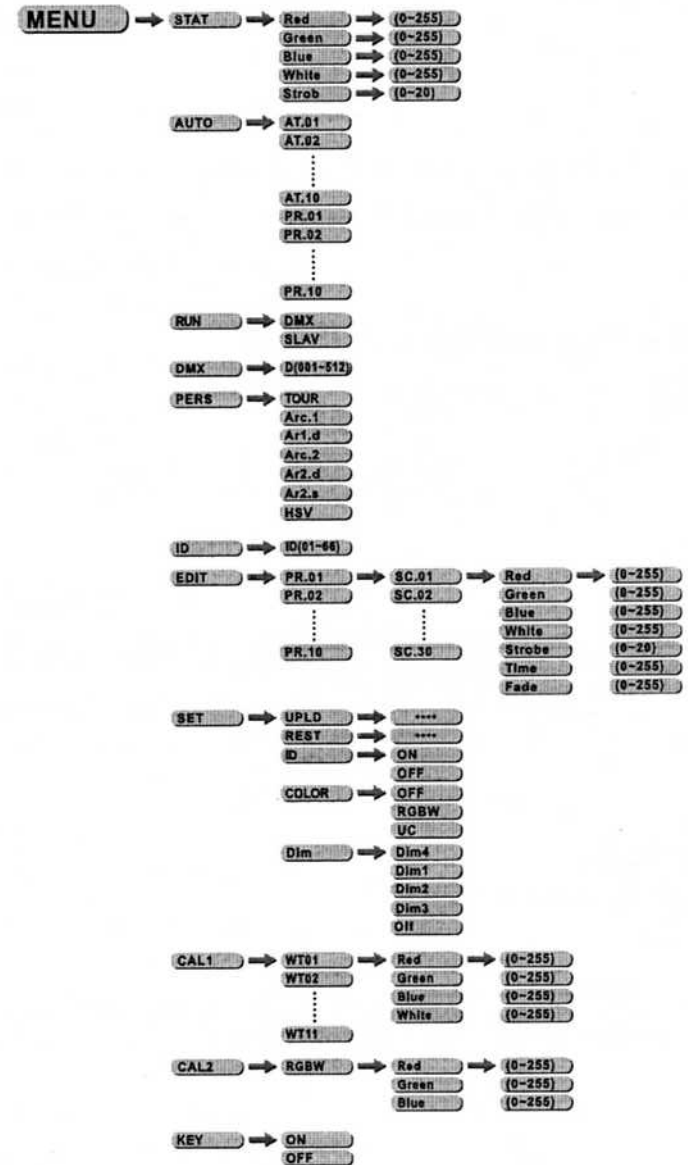 MENU STAT Red (0~255)
Green (0~255)
Blue (0~255)
White (0~255)
Strob (0~20)
AUTO AT.01
AT.02
AT.10
PR.01
PR.02
PR.10
RUN DMX
SLAV
DMX D(001~512)
PERS TOUR
Arc.1
Ar1.d
Arc.2
Ar2.d
Ar2.s
HSV
ID ID(01~66)
EDIT PR.01 SC.01 Red (0~255)
PR.02 SC.02 Green (0~255)
Blue (0~255)
White (0~255)
PR.10 SC.30 Strobe (0~20)
Time (0~255)
Fade (0~255)
SET UPLD ****
REST ****
ID ON
OFF
COLOR OFF
RGBW
UC
Dim Dim4
Dim1
Dim2
Dim3
Off
CAL1 WT01 Red (0~255)
WT02 Green (0~255)
Blue (0~255)
White (0~255)
WT11
CAL2 RGBW Red (0~255)
Green (0~255)
Blue (0~255)
KEY ON
OFF